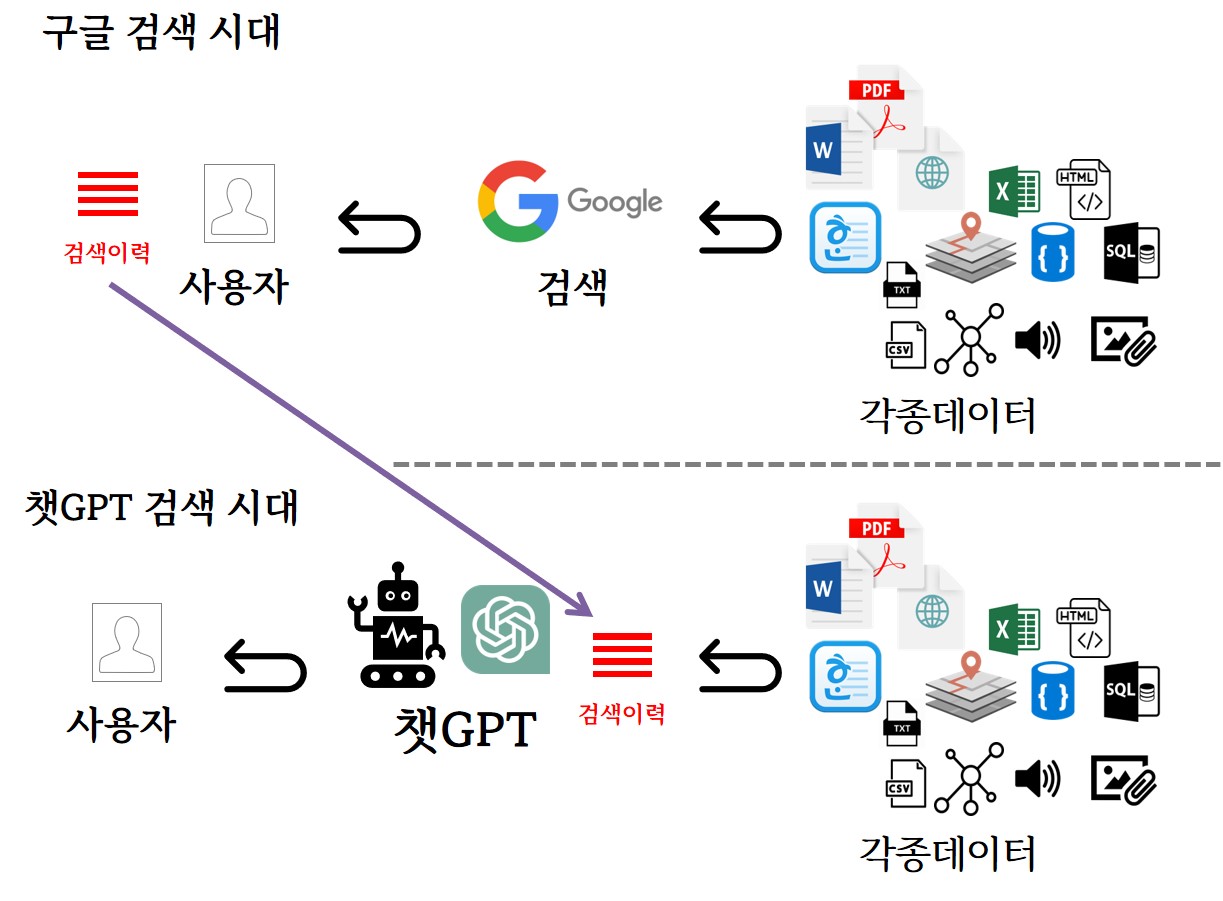 구글 검색 시대
PDF
W
X
HTML
</>
Google
검색이력
사용자
검색
{ }
SQL
TXT
CSV
각종데이터
챗GPT 검색 시대
PDF
W
X
HTML
</>
{ }
SQL
TXT
CSV
사용자
챗GPT
검색이력
각종데이터